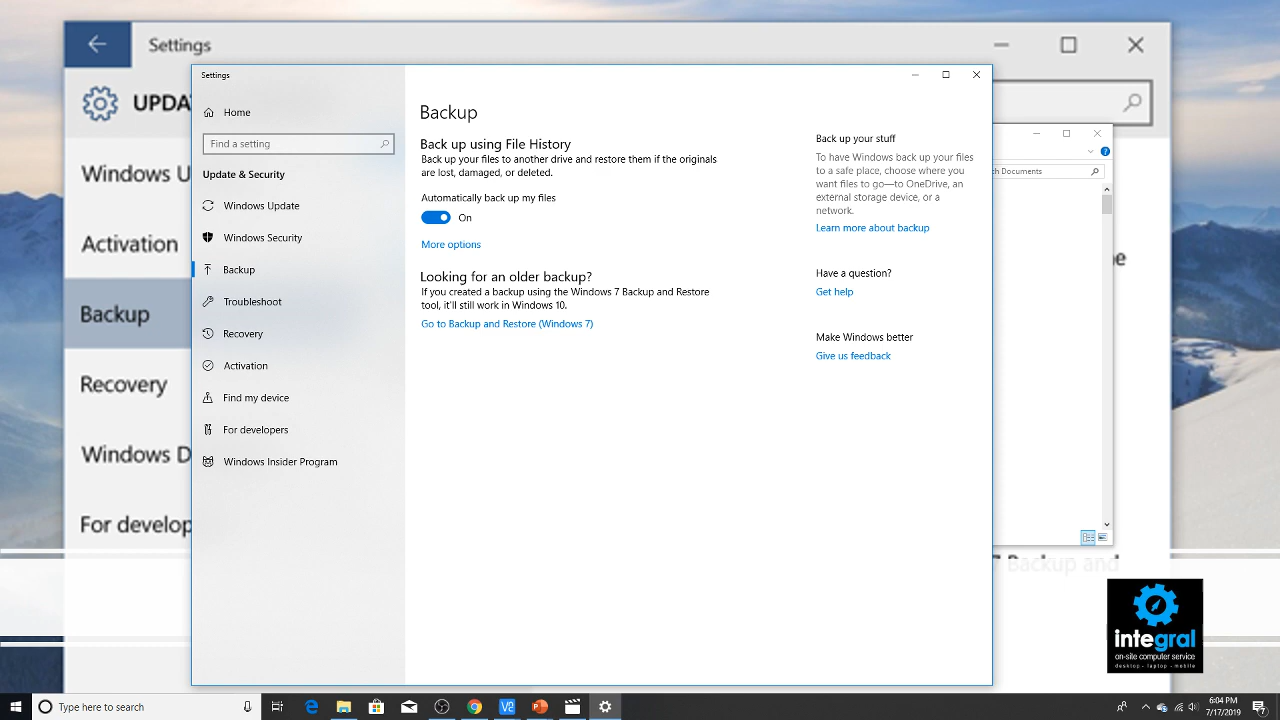 Settings
UPDA
Windows U
Activation
Backup
Recovery
Windows D
For develop
Settings
Home
Find a setting
Update & Security
Windows Update
Windows Security
Backup
Troubleshoot
Recovery
Activation
Find my device
For developers
Windows Insider Program
Backup
Back up using File History
Back up your files to another drive and restore them if the originals
are lost, damaged, or deleted.
Automatically back up my files
On
More options
Looking for an older backup?
If you created a backup using the Windows 7 Backup and Restore
tool, it'll still work in Windows 10.
Go to Backup and Restore (Windows 7)
Back up your stuff
To have Windows back up your files
to a safe place, choose where you
want files to go—to OneDrive, an
external storage device, or a
network.
Learn more about backup
Have a question?
Get help
Make Windows better
Give us feedback
ch Documents
e
7 Backup and
integral
on-site computer service
desktop - laptop - mobile
Type here to search
6:04 PM
7/17/2019